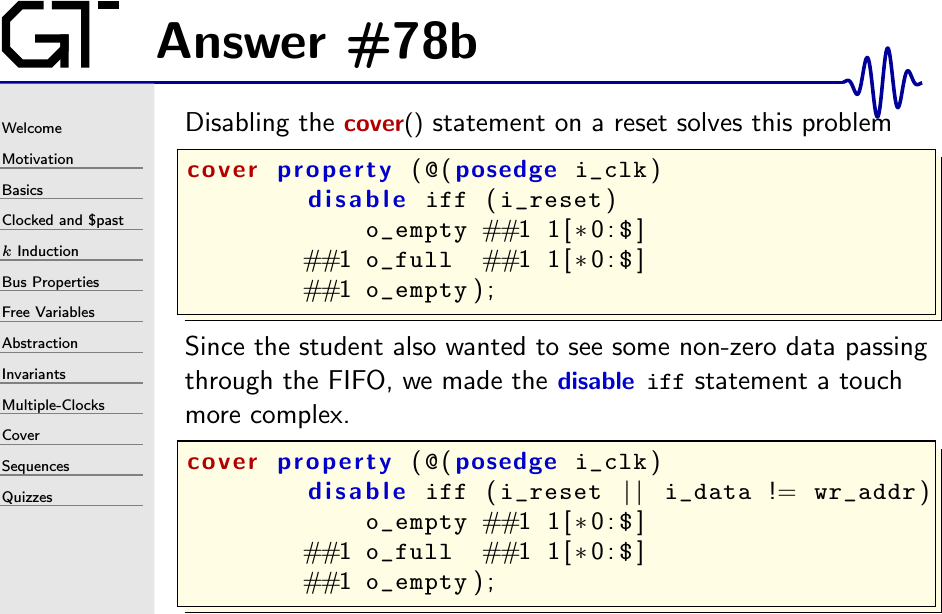 GT
Answer #78b
Welcome
Motivation
Basics
Clocked and $past
k Induction
Bus Properties
Free Variables
Abstraction
Invariants
Multiple-Clocks
Cover
Sequences
Quizzes
Disabling the cover() statement on a reset solves this problem
cover property (@(posedge i_clk)
disable iff (i_reset)
o_empty ##1 1[*0:$]
##1 o_full ##1 1[*0:$]
##1 o_empty);
Since the student also wanted to see some non-zero data passing
through the FIFO, we made the disable iff statement a touch
more complex.
cover property (@(posedge i_clk)
disable iff (i_reset || i_data != wr_addr)
o_empty ##1 1[*0:$]
##1 o_full ##1 1[*0:$]
##1 o_empty);